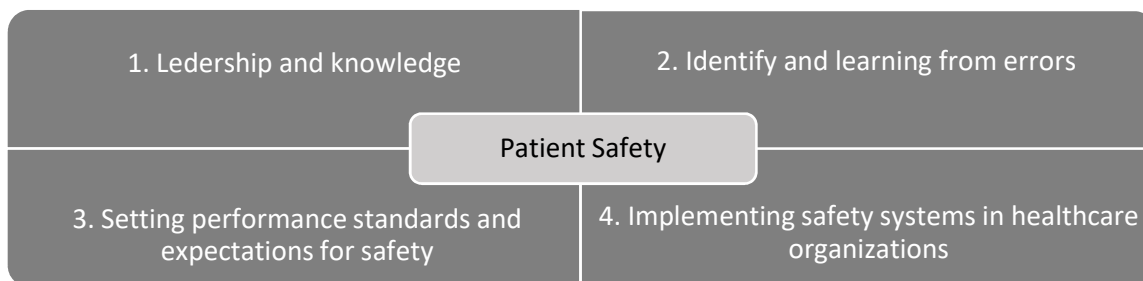 1. Ledership and knowledge
2. Identify and learning from errors
Patient Safety
3. Setting performance standards and
expectations for safety
4. Implementing safety systems in healthcare
organizations